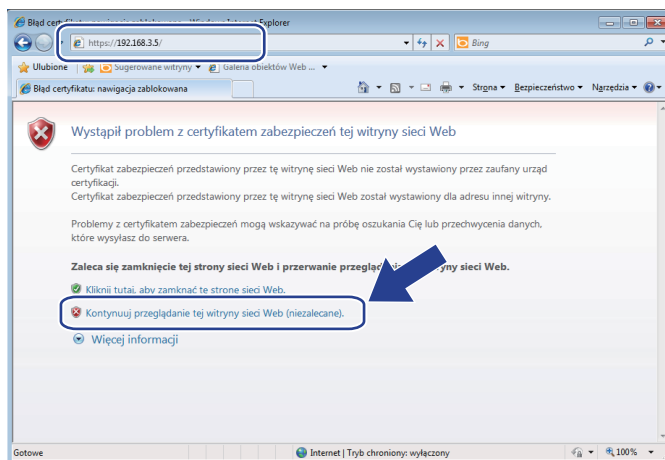 Błąd certyfikatu: nawigacja zablokowana - Windows Internet Explorer
https://192.168.3.5/
Bing
Ulubione
Sugerowane witryny
Galeria obiektów Web ...
Błąd certyfikatu: nawigacja zablokowana
Strona
Bezpieczeństwo
Narzędzia
Wystąpił problem z certyfikatem zabezpieczeń tej witryny sieci Web
Certyfikat zabezpieczeń przedstawiony przez tę witrynę sieci Web nie został wystawiony przez zaufany urząd
certyfikacji.
Certyfikat zabezpieczeń przedstawiony przez tę witrynę sieci Web został wystawiony dla adresu innej witryny.
Problemy z certyfikatem zabezpieczeń mogą wskazywać na próbę oszukania Cię lub przechwycenia danych,
które wysyłasz do serwera.
Zaleca się zamknięcie tej strony sieci Web i przerwanie przegląd yny sieci Web.
Kliknij tutaj, aby zamknąć tę stronę sieci Web.
Kontynuuj przeglądanie tej witryny sieci Web (niezalecane).
Więcej informacji
Gotowe
Internet | Tryb chroniony: wyłączony
100%